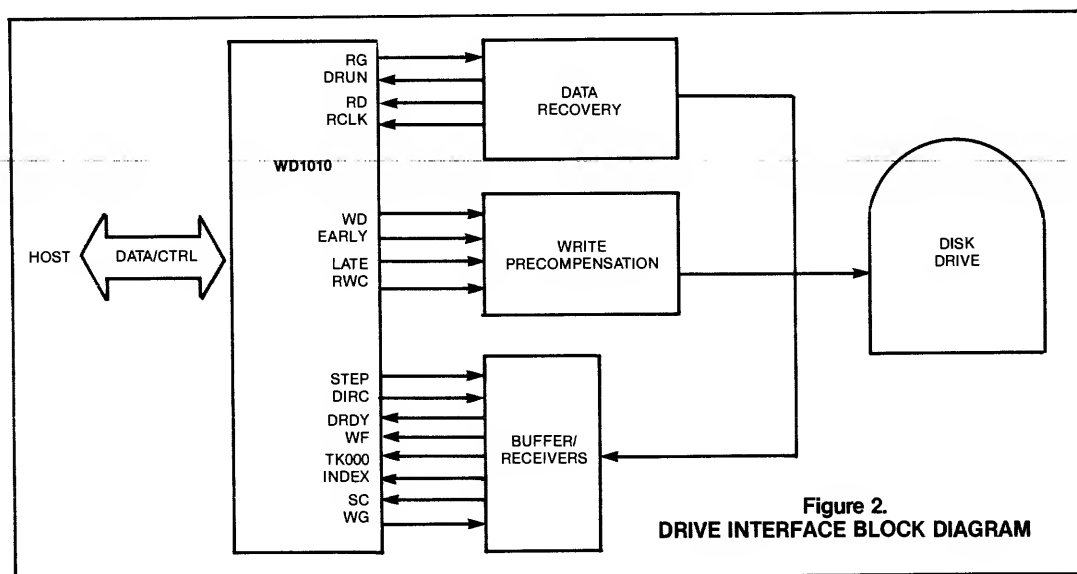 RG
DRUN
RD
RCLK
DATA
RECOVERY
WD1010
HOST
DATA/CTRL
WD
EARLY
LATE
RWC
WRITE
PRECOMPENSATION
DISK
DRIVE
STEP
DIRC
DRDY
WF
TK000
INDEX
SC
WG
BUFFER/
RECEIVERS
Figure 2.
DRIVE INTERFACE BLOCK DIAGRAM